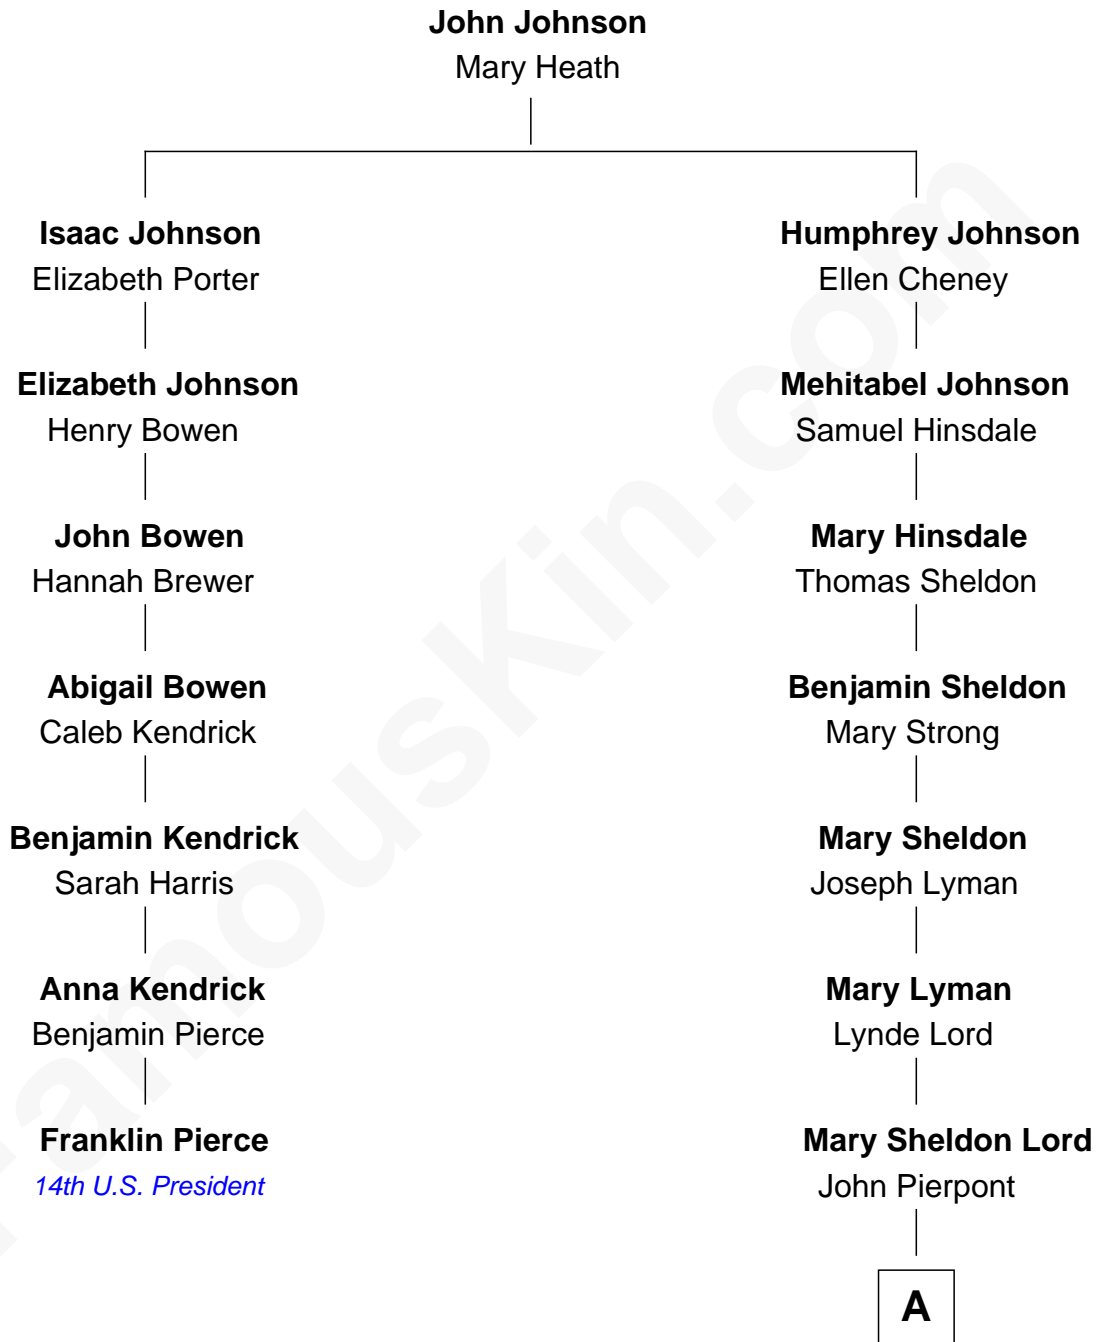 John Johnson
Mary Heath
Isaac Johnson
Elizabeth Porter
Humphrey Johnson
Ellen Cheney
Elizabeth Johnson
Henry Bowen
Mehitabel Johnson
Samuel Hinsdale
John Bowen
Hannah Brewer
Mary Hinsdale
Thomas Sheldon
Abigail Bowen
Caleb Kendrick
Benjamin Sheldon
Mary Strong
Benjamin Kendrick
Sarah Harris
Mary Sheldon
Joseph Lyman
Anna Kendrick
Benjamin Pierce
Mary Lyman
Lynde Lord
Franklin Pierce
14th U.S. President
Mary Sheldon Lord
John Pierpont
A
FamousKin.com